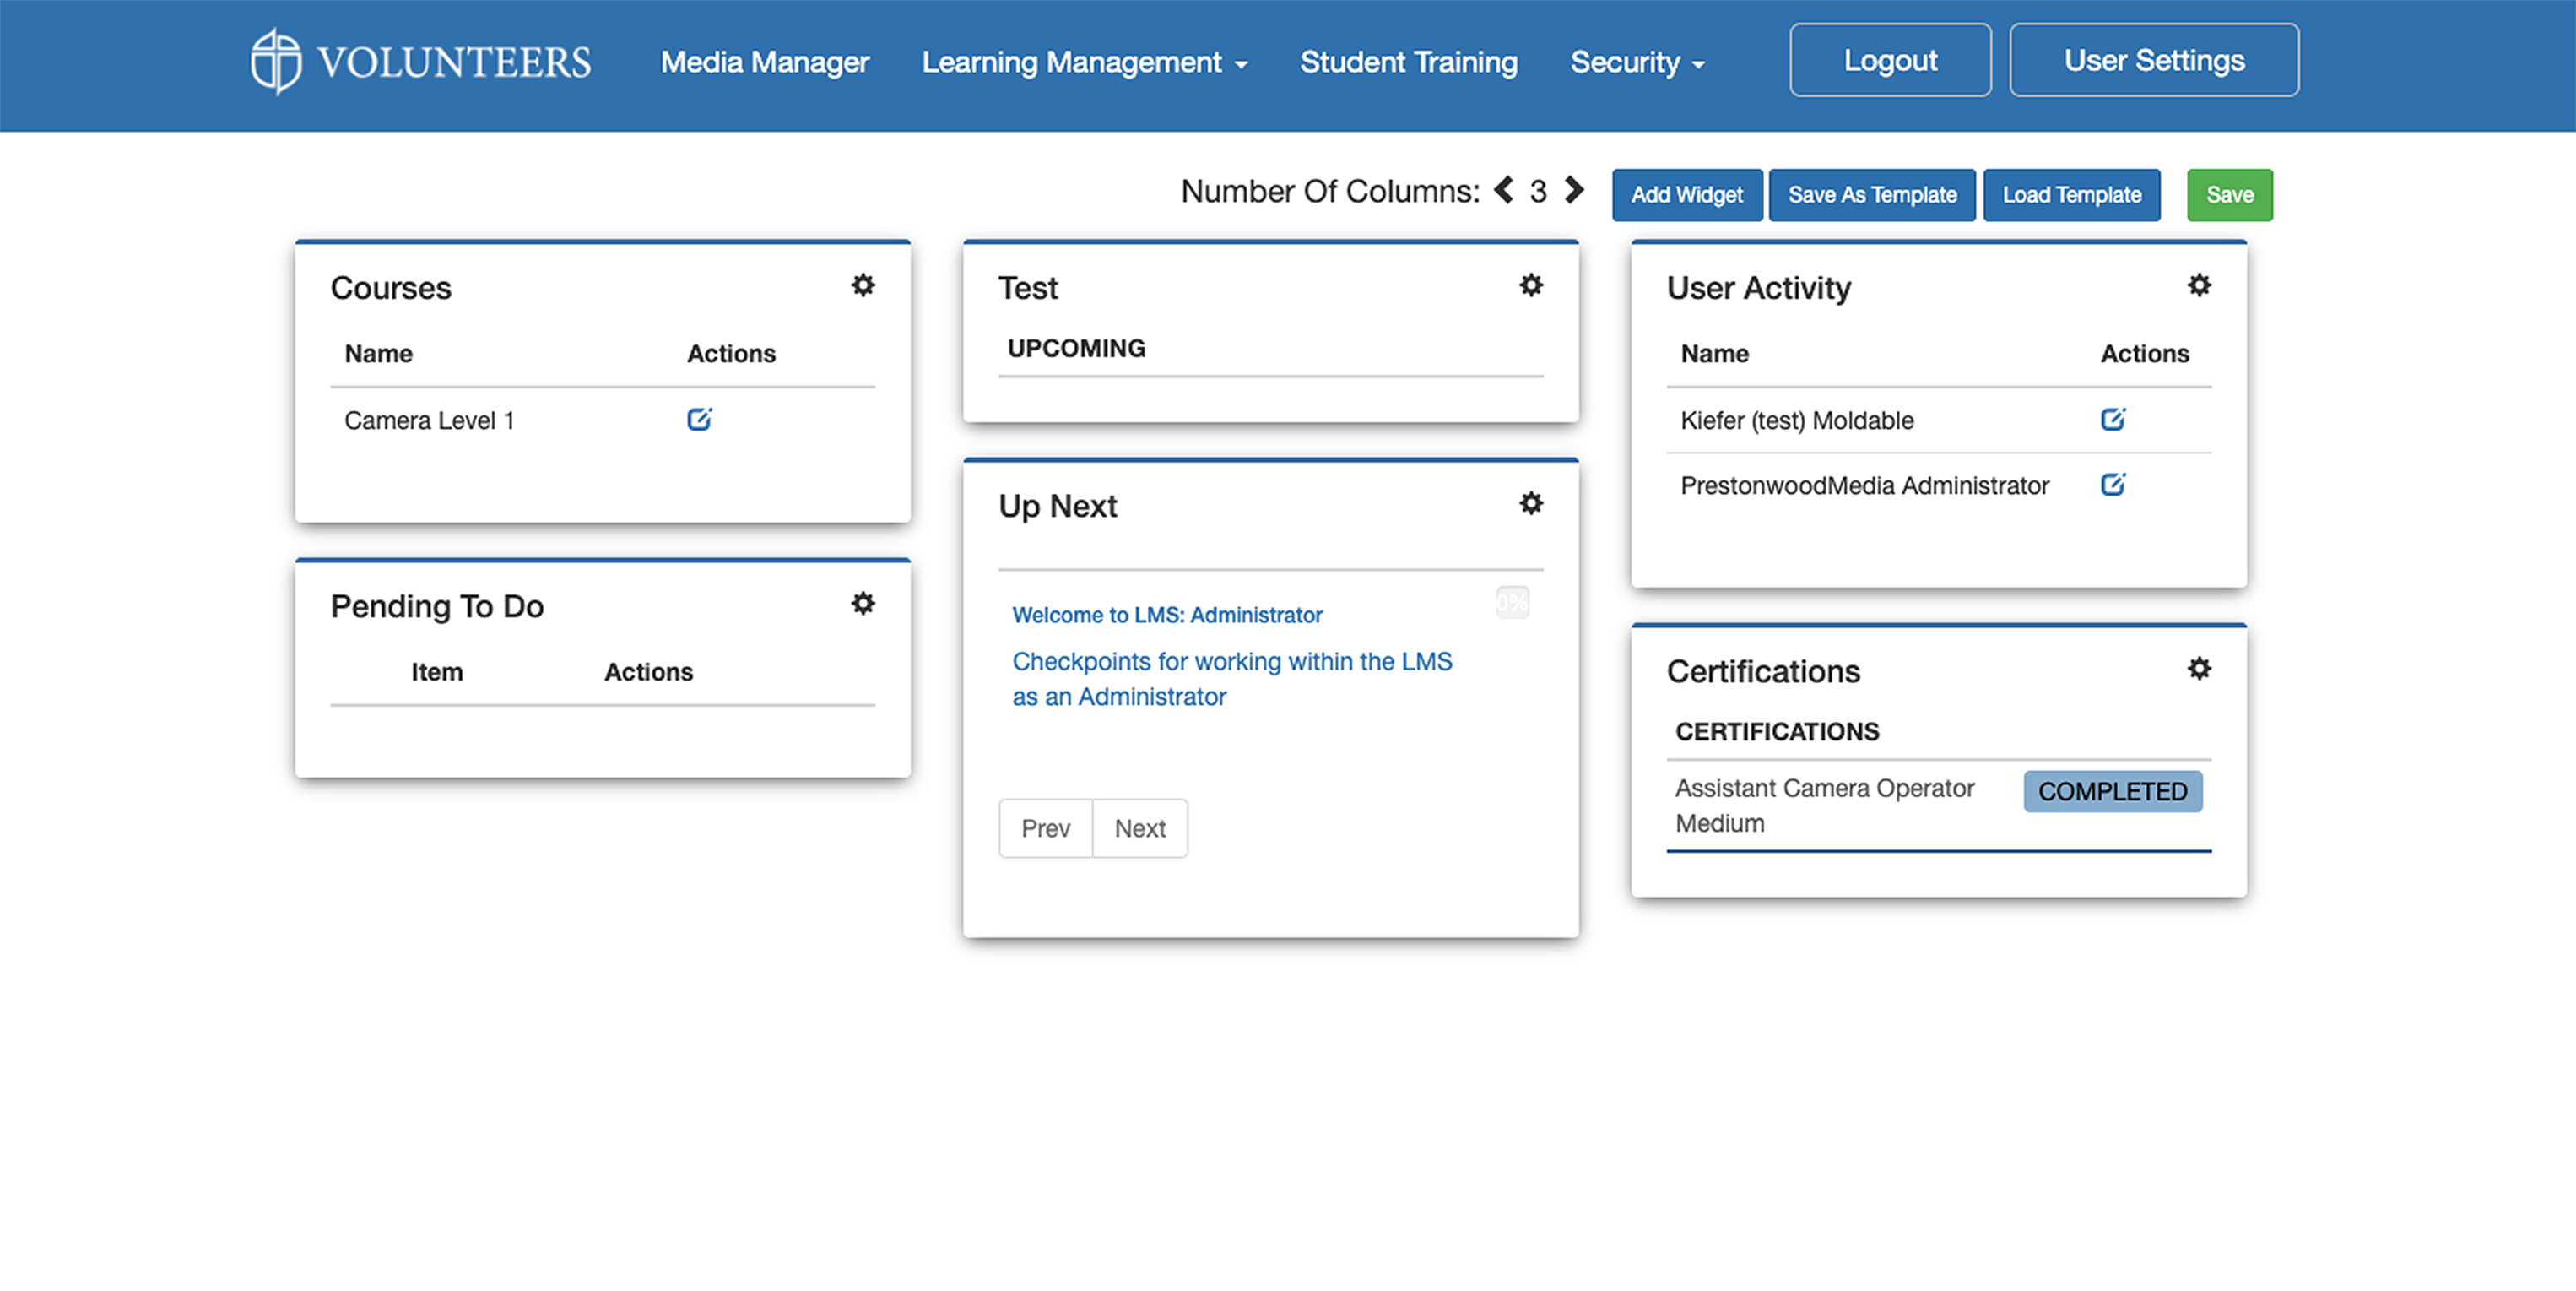 VOLUNTEERS
Media Manager
Learning Management
Student Training
Security
Logout
User Settings
Number Of Columns: 3
Add Widget
Save As Template
Load Template
Save
Courses
Name Actions
Camera Level 1
Pending To Do
Item Actions
Test
UPCOMING
Up Next
0%
Welcome to LMS: Administrator
Checkpoints for working within the LMS
as an Administrator
Prev Next
User Activity
Name Actions
Kiefer (test) Moldable
PrestonwoodMedia Administrator
Certifications
CERTIFICATIONS
Assistant Camera Operator
Medium
COMPLETED